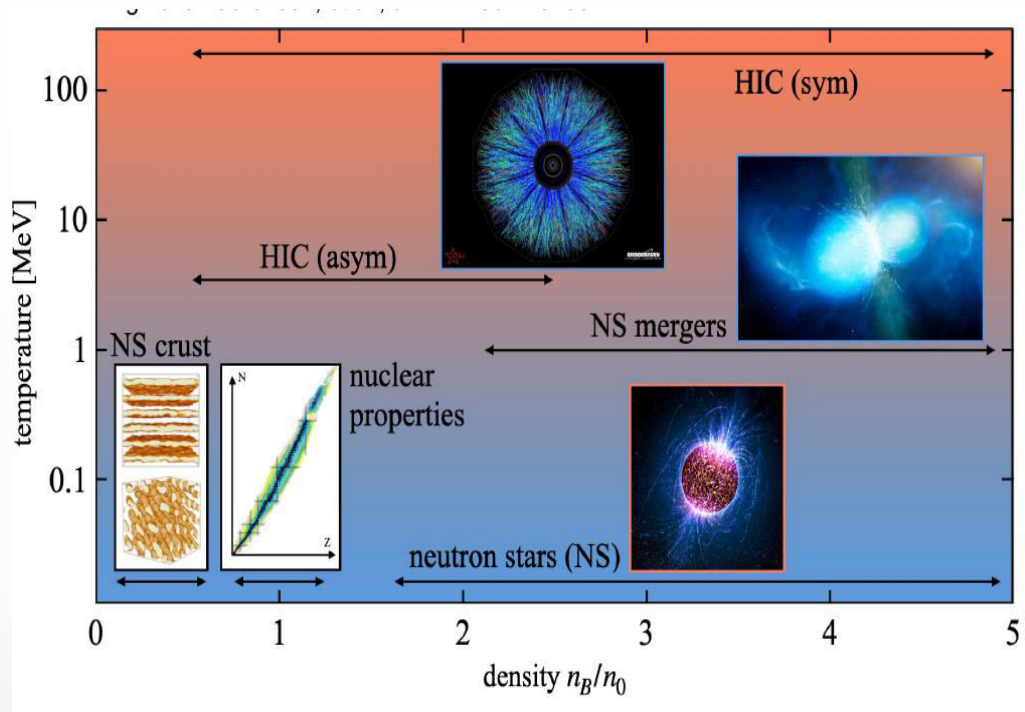 100
HIC (sym)
10
HIC (asym)
temperature [MeV]
NS mergers
1
NS crust
nuclear
properties
N
Z
0.1
neutron stars (NS)
0 1 2 3 4 5
density n_B/n_0